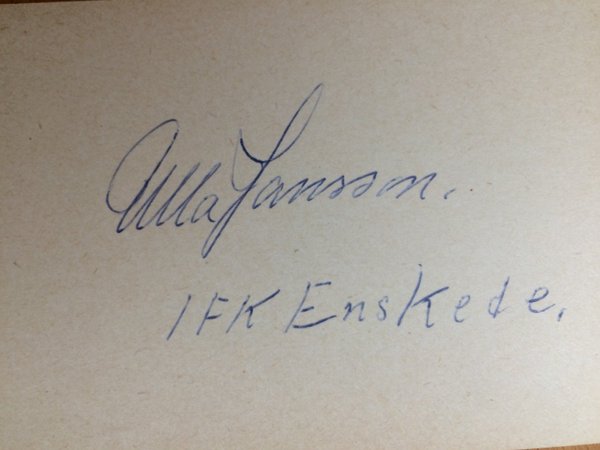 Ulla Jansson.
IFK Enskede.